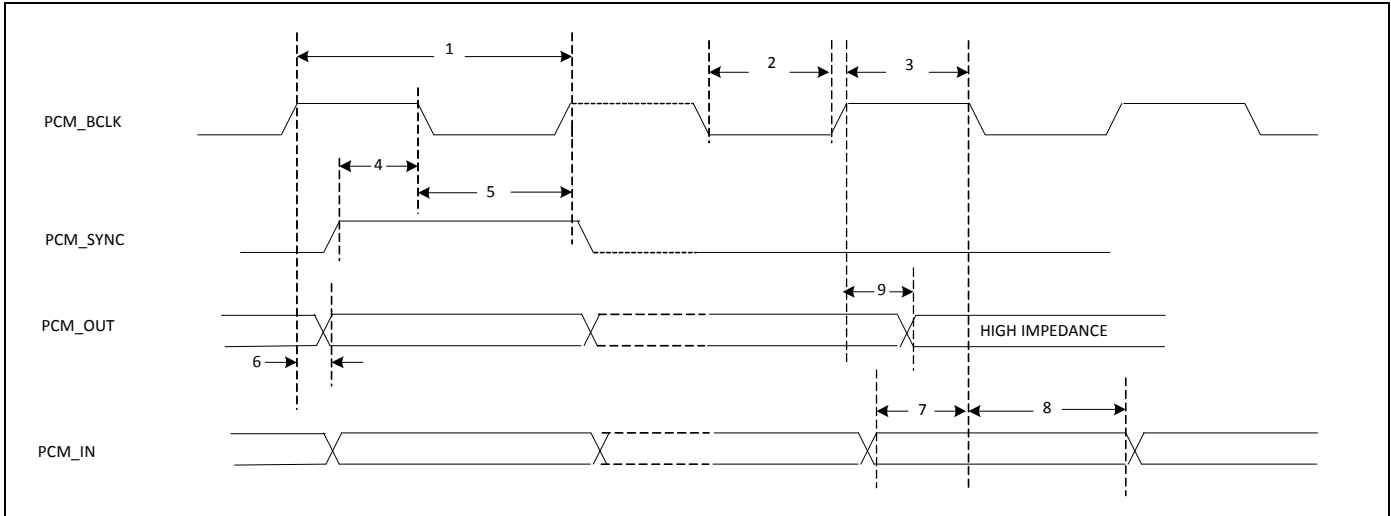 1
2
3
PCM_BCLK
4
5
PCM_SYNC
9
PCM_OUT
HIGH IMPEDANCE
6
7
8
PCM_IN